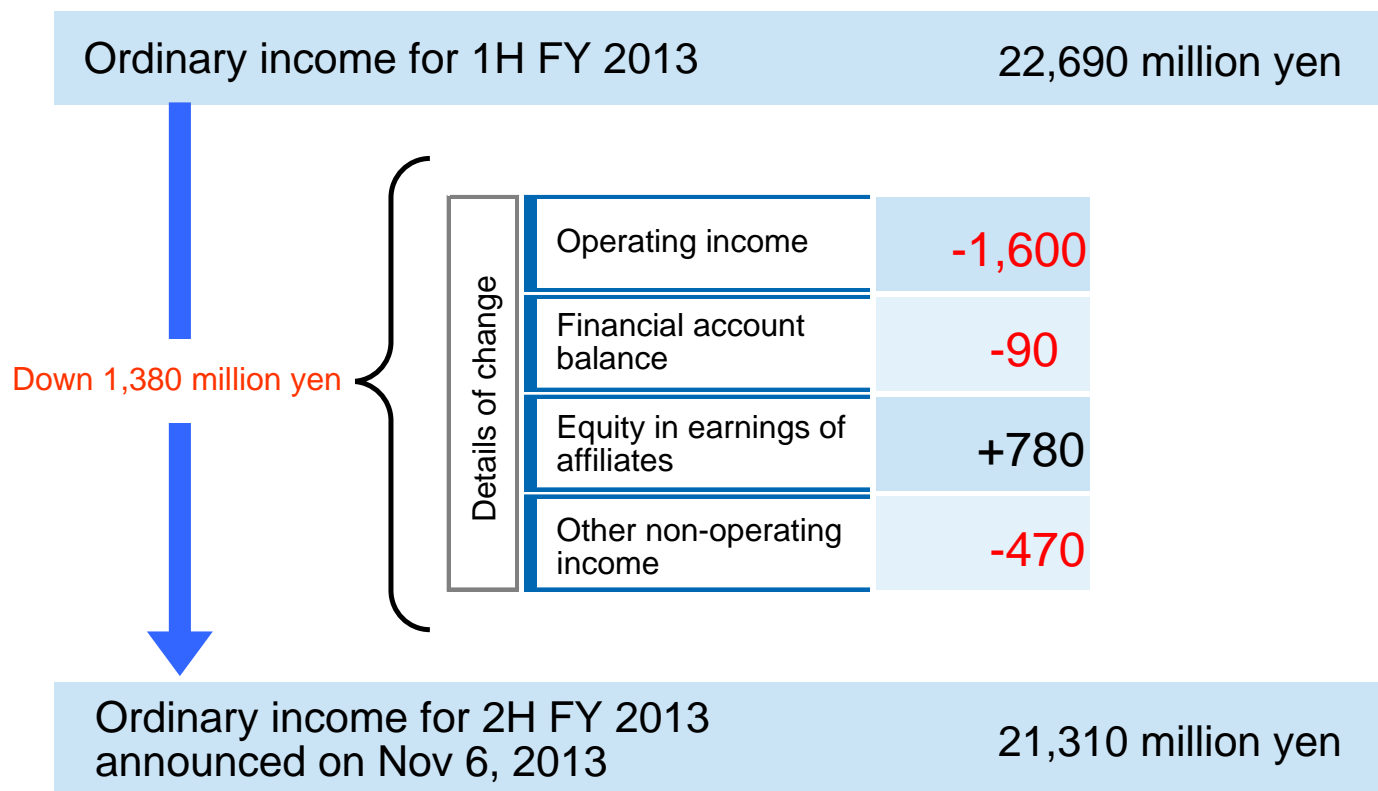 Ordinary income for 1H FY 2013
22,690 million yen
Down 1,380 million yen
Details of change
Operating income
-1,600
Financial account
balance
-90
Equity in earnings of
affiliates
+780
Other non-operating
income
-470
Ordinary income for 2H FY 2013
announced on Nov 6, 2013
21,310 million yen